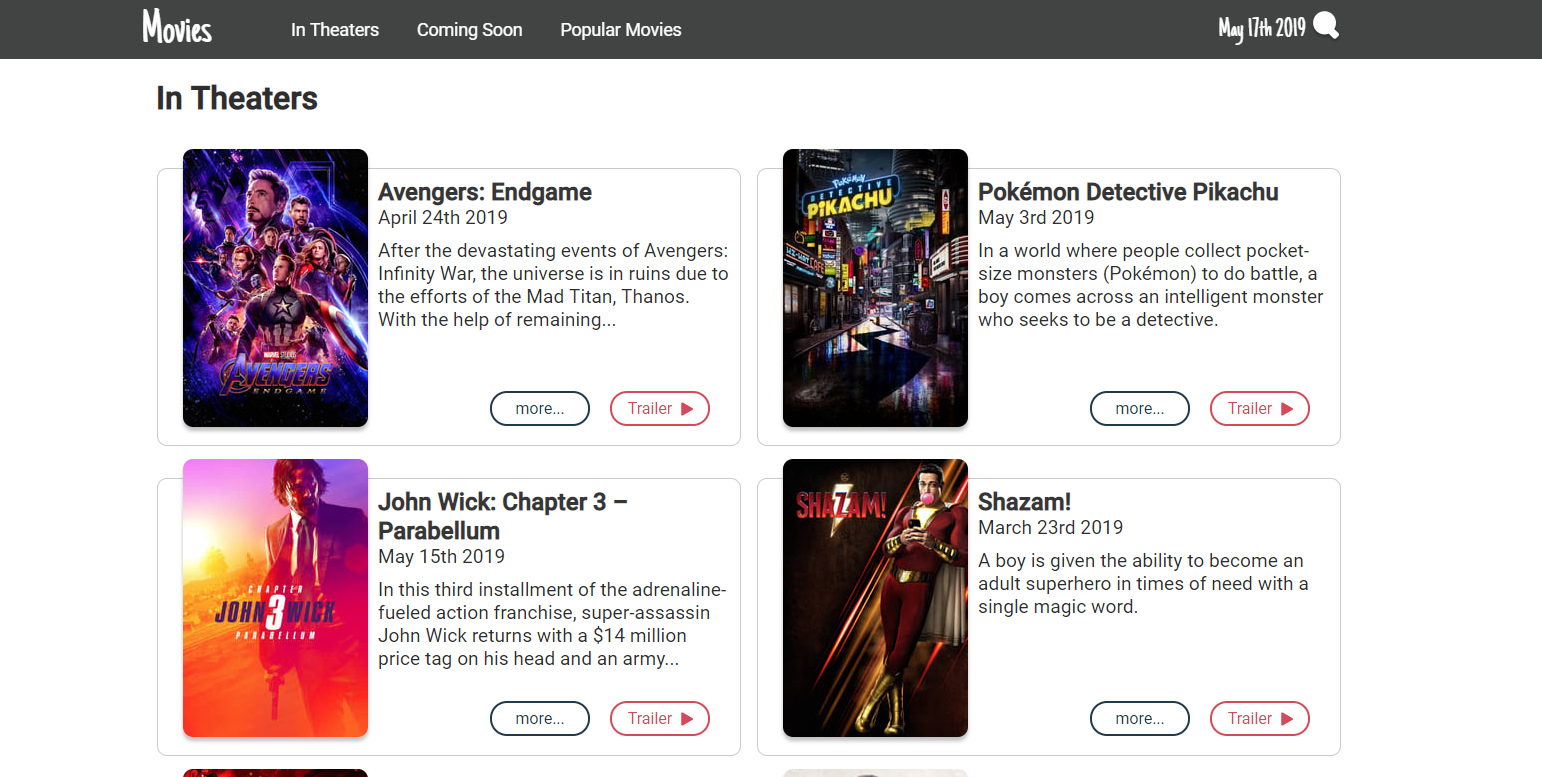 Movies
In Theaters
Coming Soon
Popular Movies
May 17th 2019
In Theaters
MARVEL STUDIOS
AVENGERS
ENDGAME
Avengers: Endgame
April 24th 2019
After the devastating events of Avengers:
Infinity War, the universe is in ruins due to
the efforts of the Mad Titan, Thanos.
With the help of remaining...
more...
Trailer
POKÉMON
DETECTIVE
PIKACHU
HI-HAT CAFE
Pokémon Detective Pikachu
May 3rd 2019
In a world where people collect pocket-
size monsters (Pokémon) to do battle, a
boy comes across an intelligent monster
who seeks to be a detective.
more...
Trailer
CHAPTER
JOHN 3 WICK
PARABELLUM
John Wick: Chapter 3 –
Parabellum
May 15th 2019
In this third installment of the adrenaline-
fueled action franchise, super-assassin
John Wick returns with a $14 million
price tag on his head and an army...
more...
Trailer
SHAZAM!
Shazam!
March 23rd 2019
A boy is given the ability to become an
adult superhero in times of need with a
single magic word.
more...
Trailer